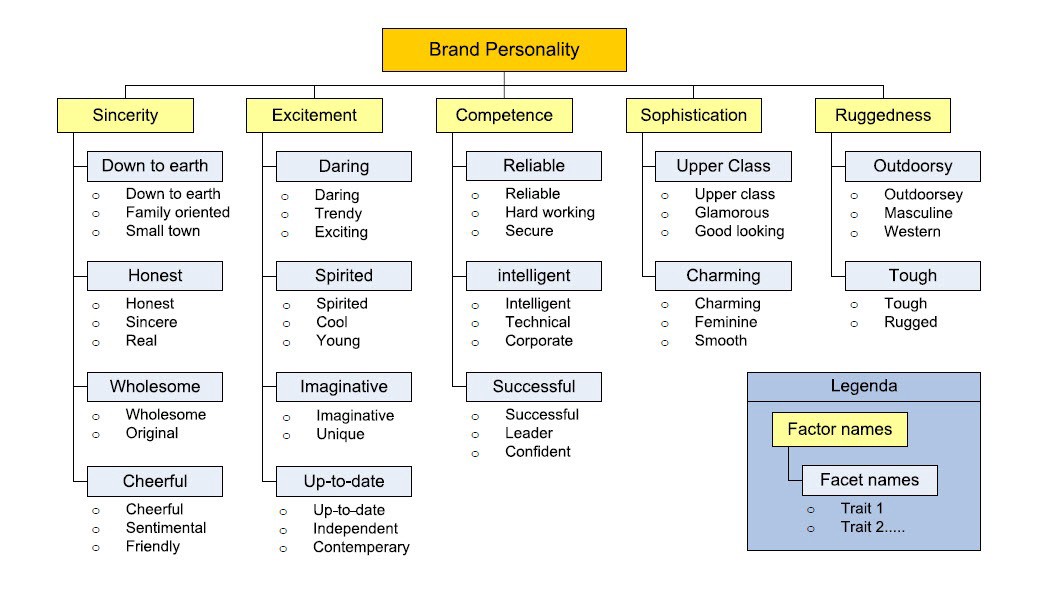 Brand Personality
Sincerity
Down to earth
Down to earth
Family oriented
Small town
Honest
Honest
Sincere
Real
Wholesome
Wholesome
Original
Cheerful
Cheerful
Sentimental
Friendly
Excitement
Daring
Daring
Trendy
Exciting
Spirited
Spirited
Cool
Young
Imaginative
Imaginative
Unique
Up-to-date
Up-to-date
Independent
Contemperary
Competence
Reliable
Reliable
Hard working
Secure
intelligent
Intelligent
Technical
Corporate
Successful
Successful
Leader
Confident
Sophistication
Upper Class
Upper class
Glamorous
Good looking
Charming
Charming
Feminine
Smooth
Ruggedness
Outdoorsy
Outdoorsey
Masculine
Western
Tough
Tough
Rugged
Legenda
Factor names
Facet names
Trait 1
Trait 2.....